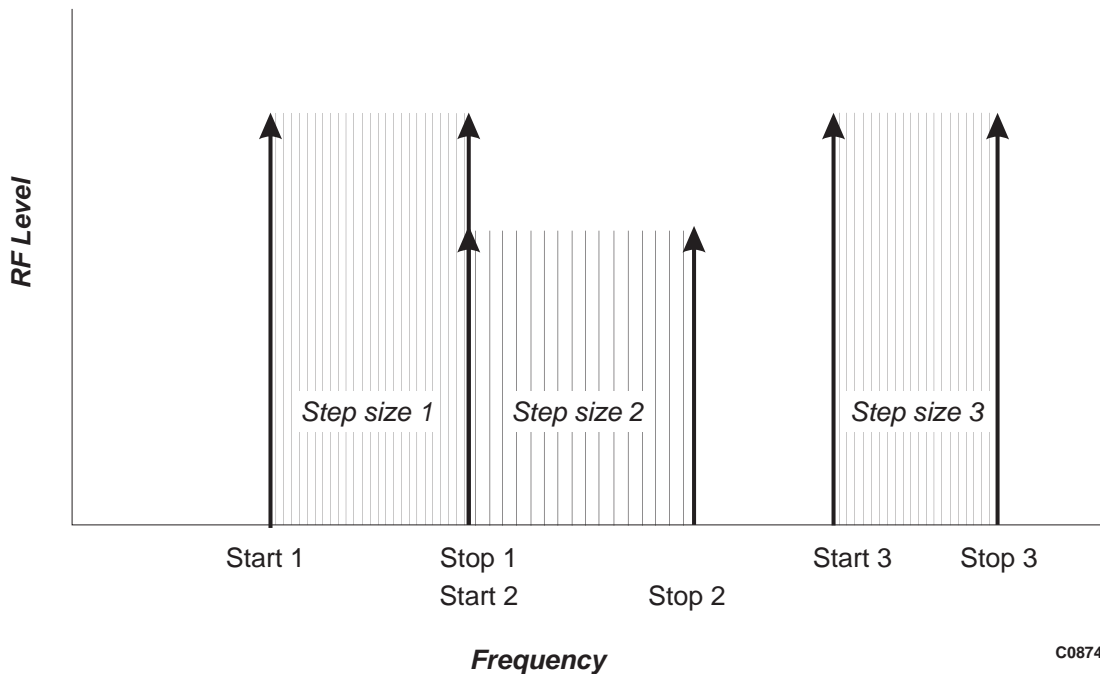 RF Level
Step size 1
Step size 2
Step size 3
Start 1
Stop 1
Start 3
Stop 3
Start 2
Stop 2
Frequency
C0874